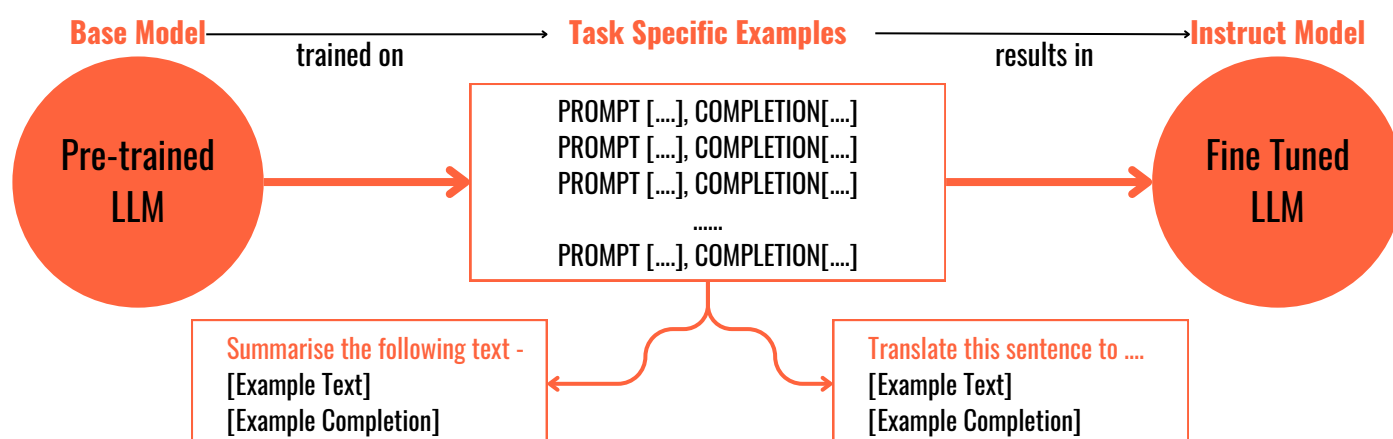 Base Model
trained on
Task Specific Examples
results in
Instruct Model
Pre-trained
LLM
PROMPT [....], COMPLETION[....]
PROMPT [....], COMPLETION[....]
PROMPT [....], COMPLETION[....]
......
PROMPT [....], COMPLETION[....]
Fine Tuned
LLM
Summarise the following text -
[Example Text]
[Example Completion]
Translate this sentence to ....
[Example Text]
[Example Completion]